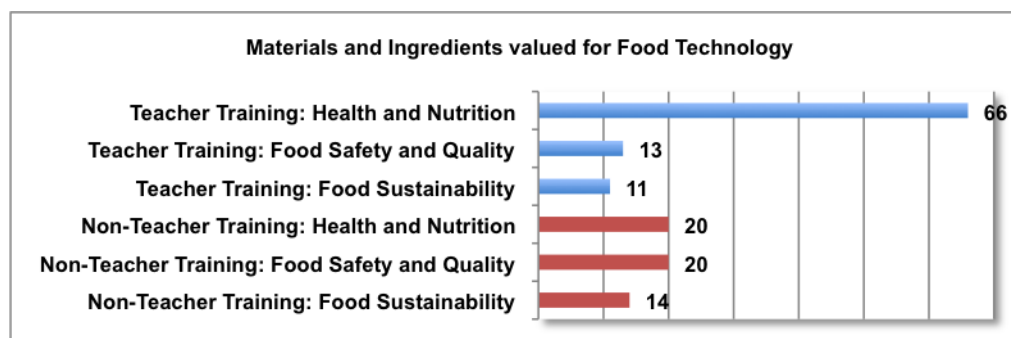 Materials and Ingredients valued for Food Technology
Teacher Training: Health and Nutrition 66
Teacher Training: Food Safety and Quality 13
Teacher Training: Food Sustainability 11
Non-Teacher Training: Health and Nutrition 20
Non-Teacher Training: Food Safety and Quality 20
Non-Teacher Training: Food Sustainability 14